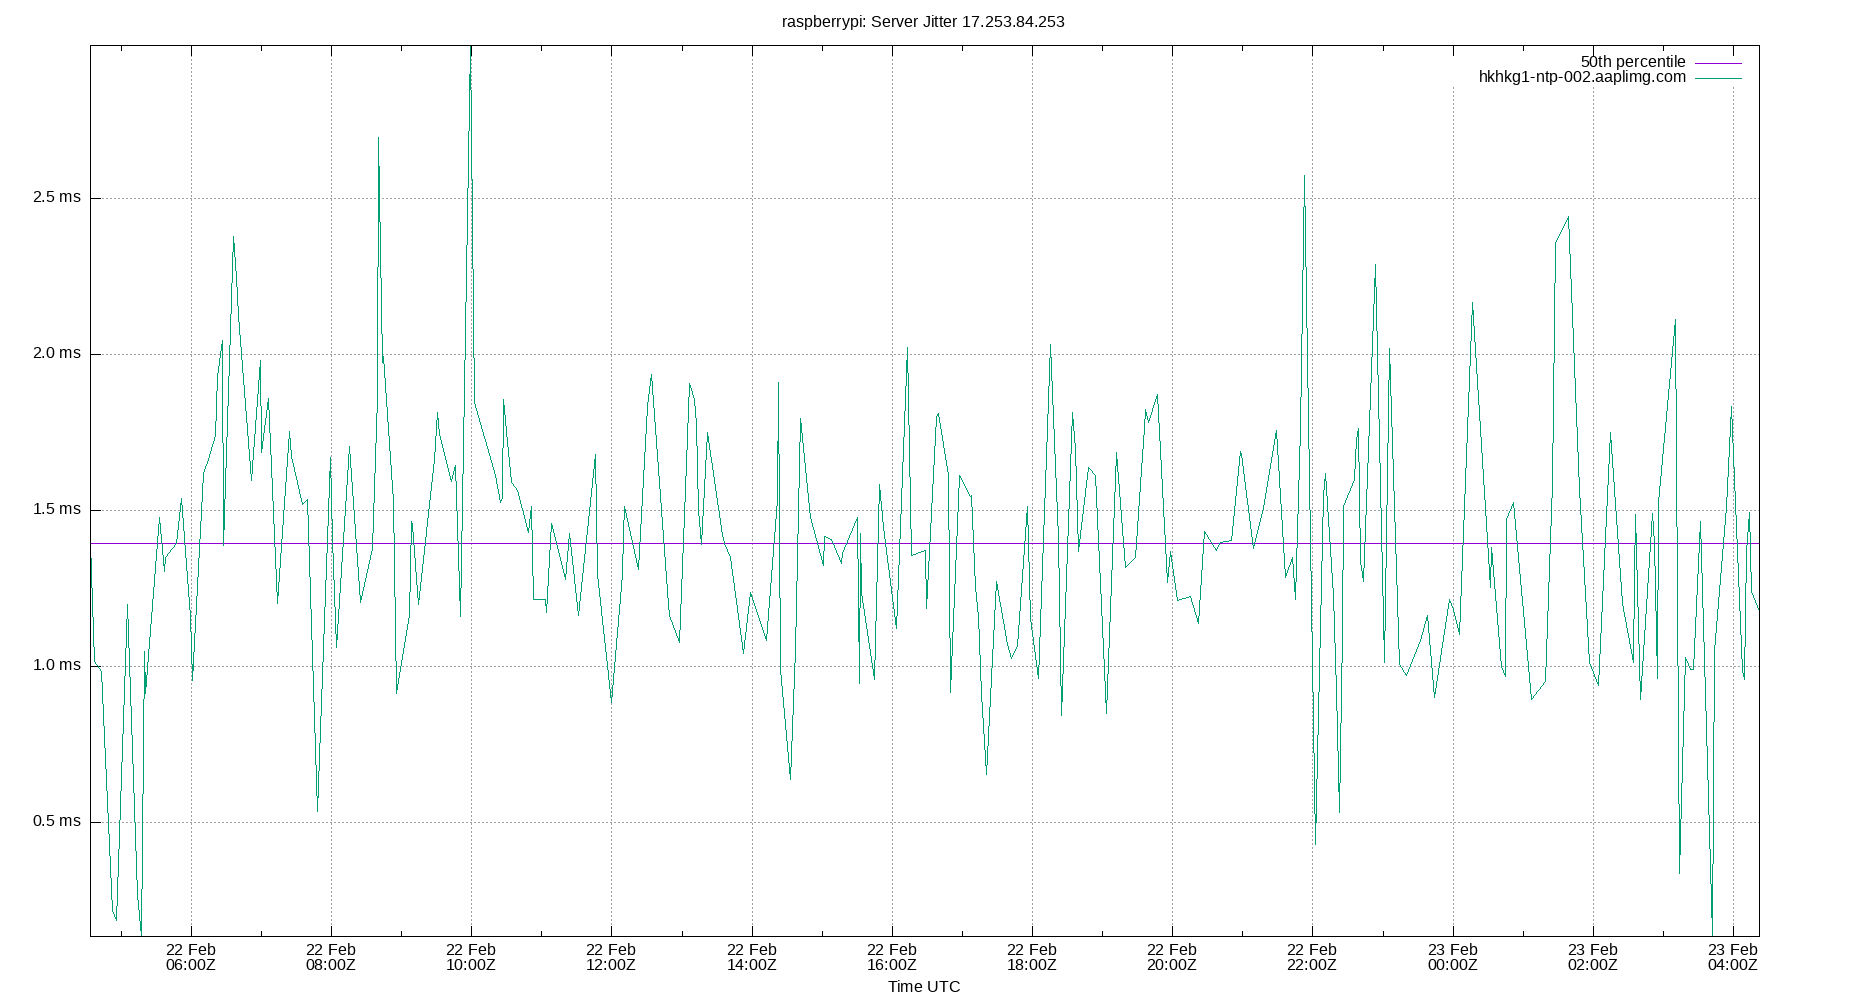 raspberrypi: Server Jitter 17.253.84.253
50th percentile
hkhkg1-ntp-002.aaplimg.com
2.5 ms
2.0 ms
1.5 ms
1.0 ms
0.5 ms
22 Feb 22 Feb 22 Feb 22 Feb 22 Feb 22 Feb 22 Feb 22 Feb 22 Feb 23 Feb 23 Feb 23 Feb
06:00Z 08:00Z 10:00Z 12:00Z 14:00Z 16:00Z 18:00Z 20:00Z 22:00Z 00:00Z 02:00Z 04:00Z
Time UTC